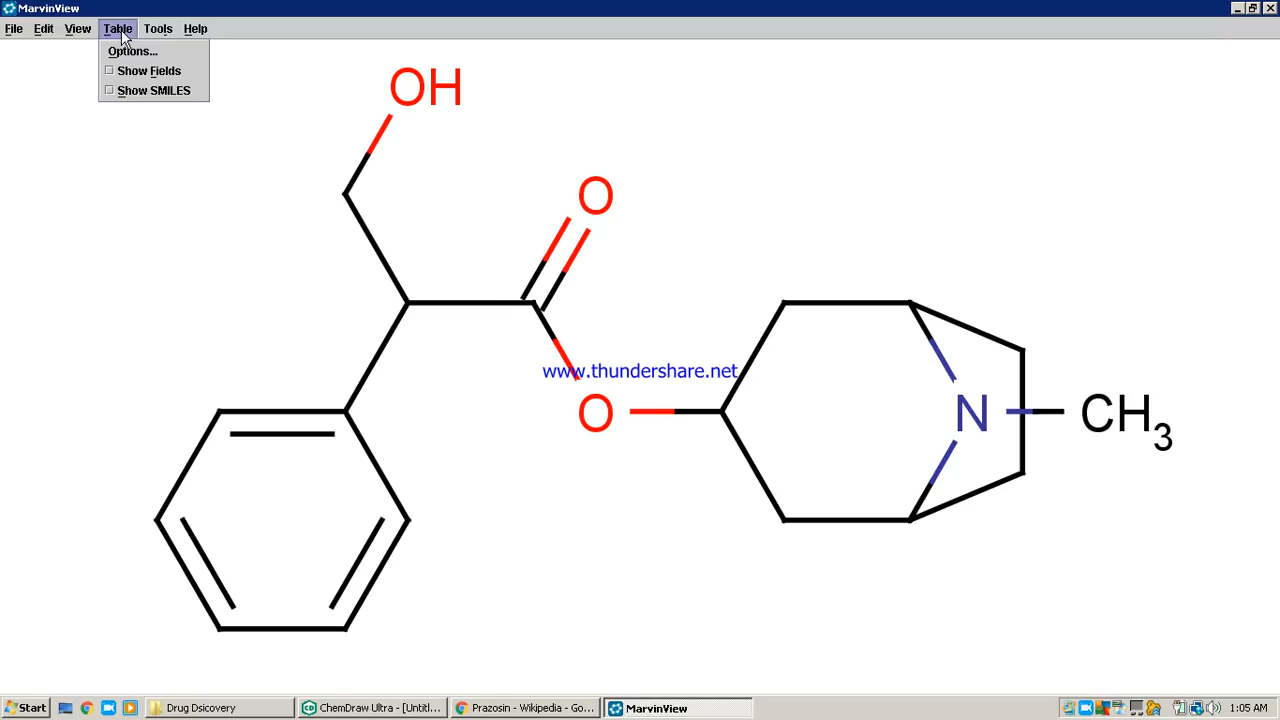 MarvinView
File Edit View Table Tools Help
Options...
Show Fields
Show SMILES
OH
O
www.thundershare.net
O
N
CH3
Start
Drug Dsicovery
ChemDraw Ultra - [Untitl...
Prazosin - Wikipedia - Go...
MarvinView
1:05 AM